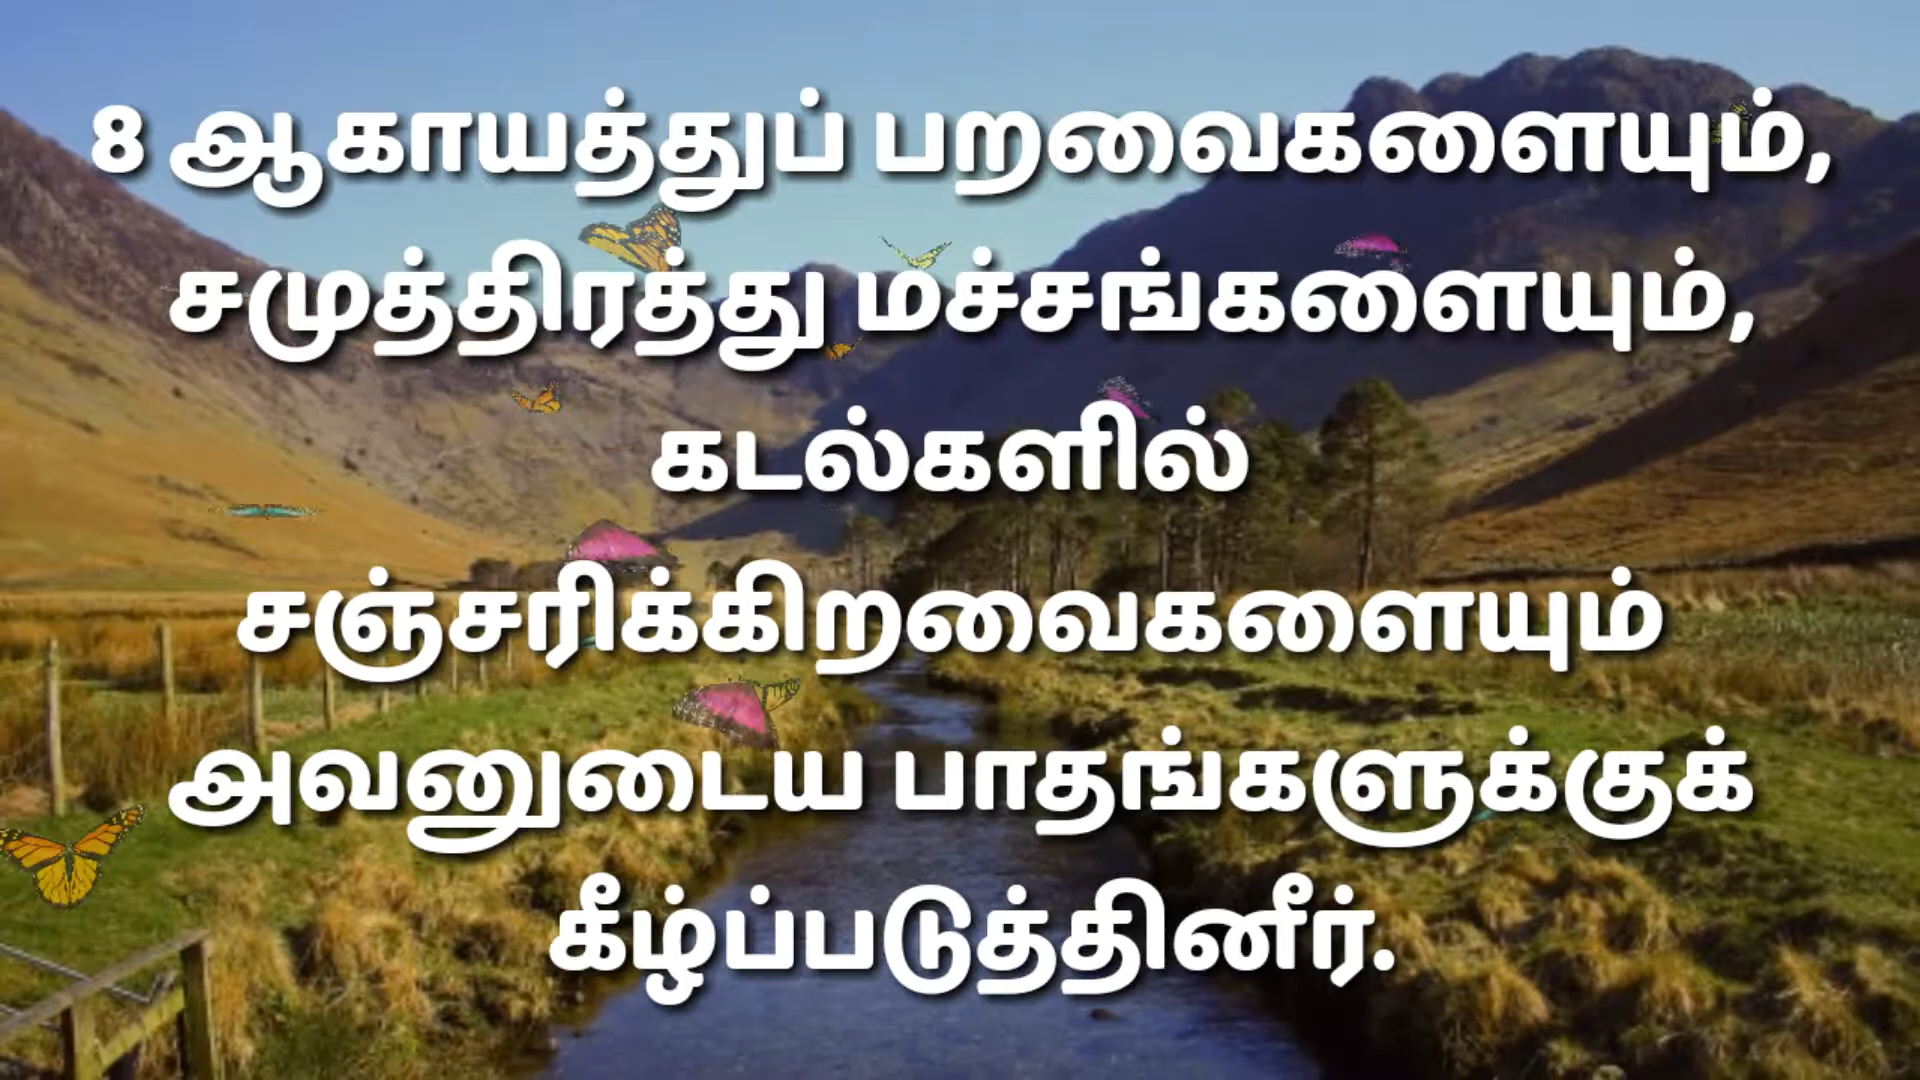 8 ஆகாயத்துப் பறவைகளையும்,
சமுத்திரத்து மச்சங்களையும்,
கடல்களில்
சஞ்சரிக்கிறவைகளையும்
அவனுடைய பாதங்களுக்குக்
கீழ்ப்படுத்தினீர்.